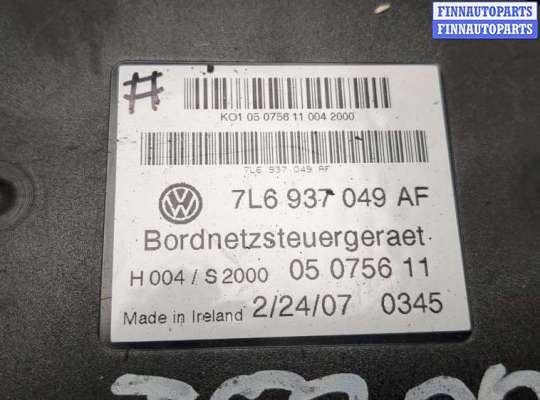 FINNAUTOPARTS
FINNAUTOPARTS
#
KO1 05 0756 11 004 2000
7L6 937 049 AF
7L6 937 049 AF
Bordnetzsteuergeraet
H 004 / S 2000 05 0756 11
Made in Ireland 2/24/07 0345